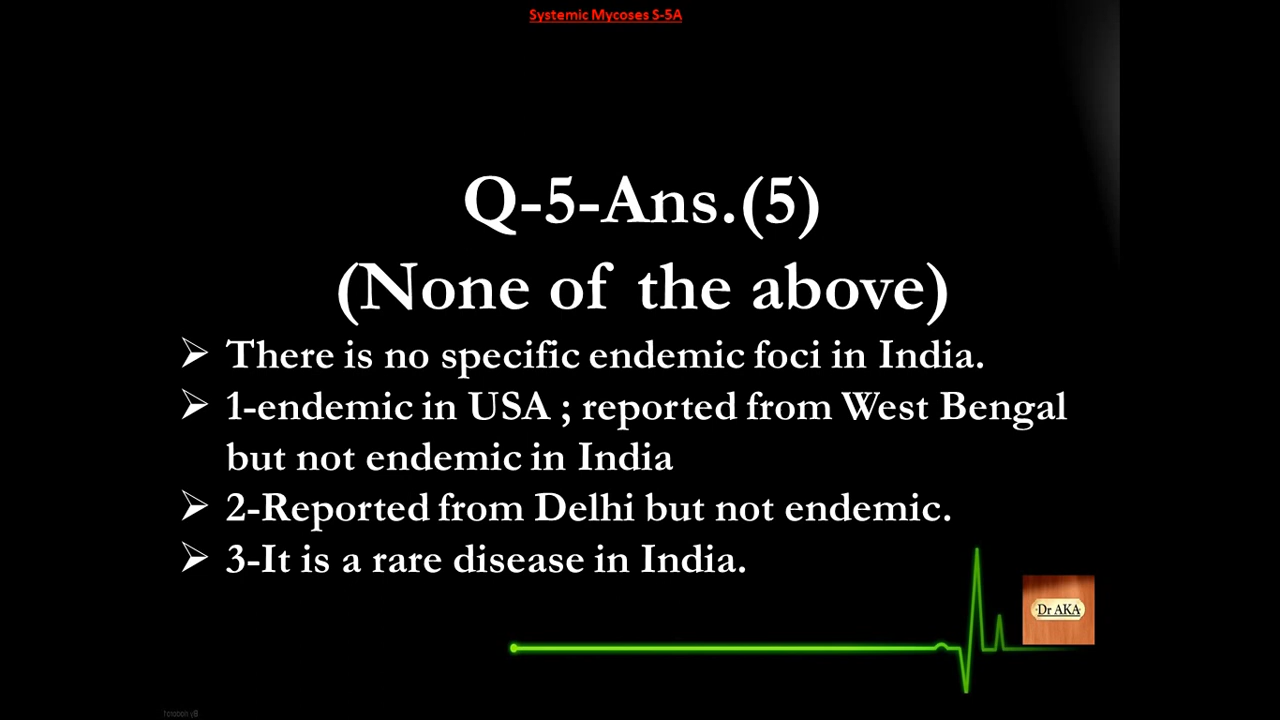 Systemic Mycoses S-5A
Q-5-Ans.(5)
(None of the above)
➢ There is no specific endemic foci in India.
➢ 1-endemic in USA ; reported from West Bengal
but not endemic in India
➢ 2-Reported from Delhi but not endemic.
➢ 3-It is a rare disease in India.
Dr AKA